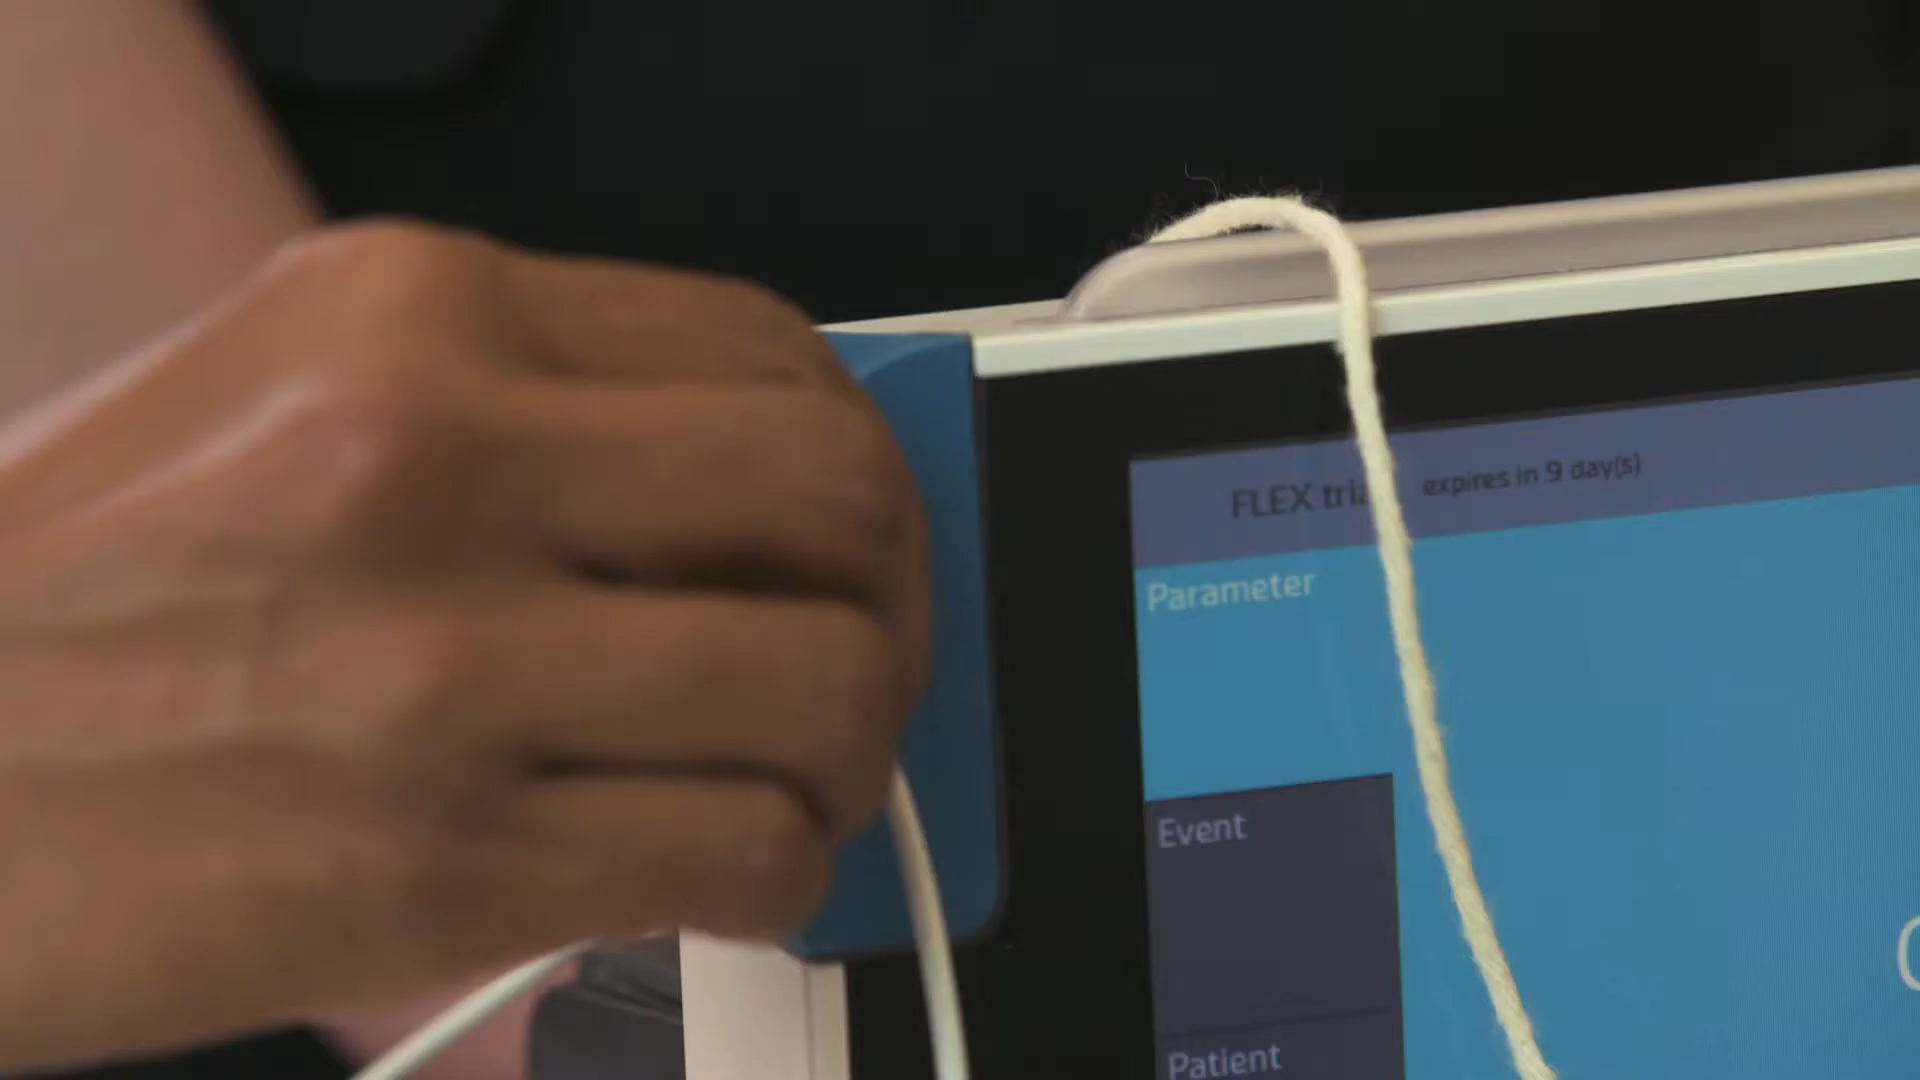 FLEX tria expires in 9 day(s)
Parameter
Event
Patient